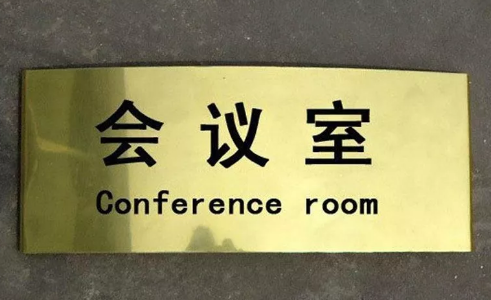 会议室
Conference room